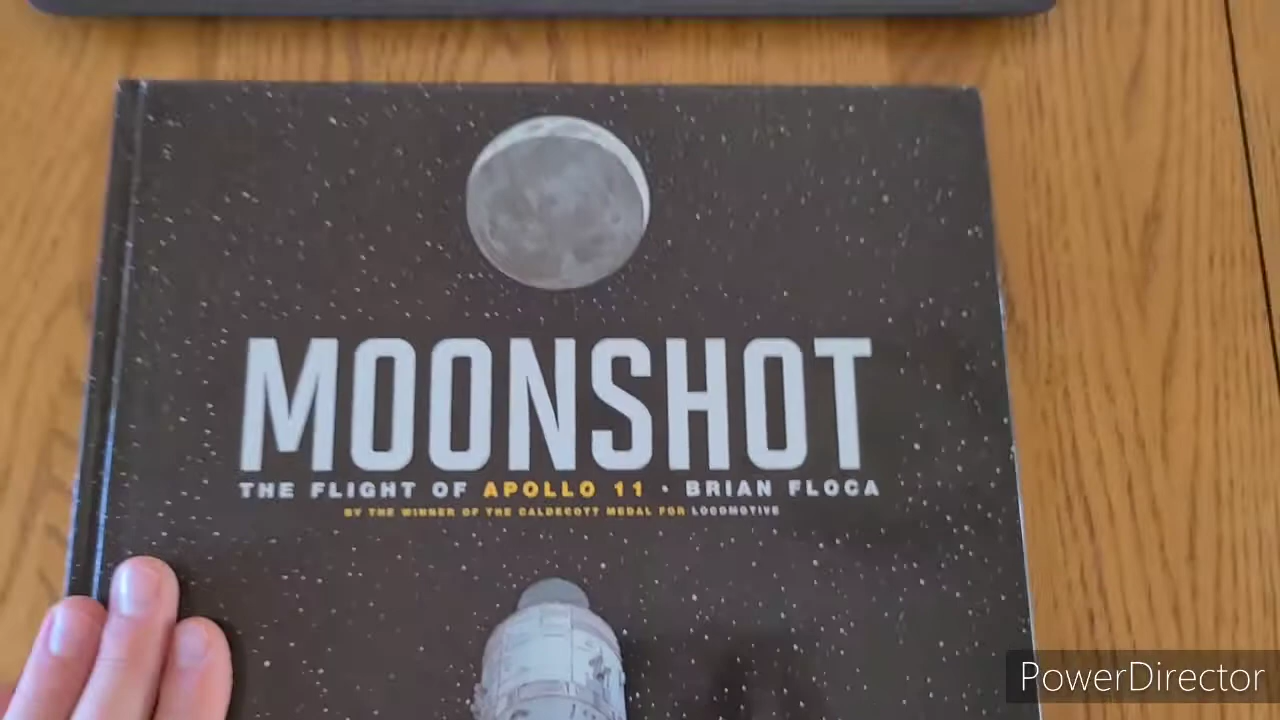 MOONSHOT
THE FLIGHT OF APOLLO 11 • BRIAN FLOCA
BY THE WINNER OF THE CALDECOTT MEDAL FOR LOCOMOTIVE
PowerDirector